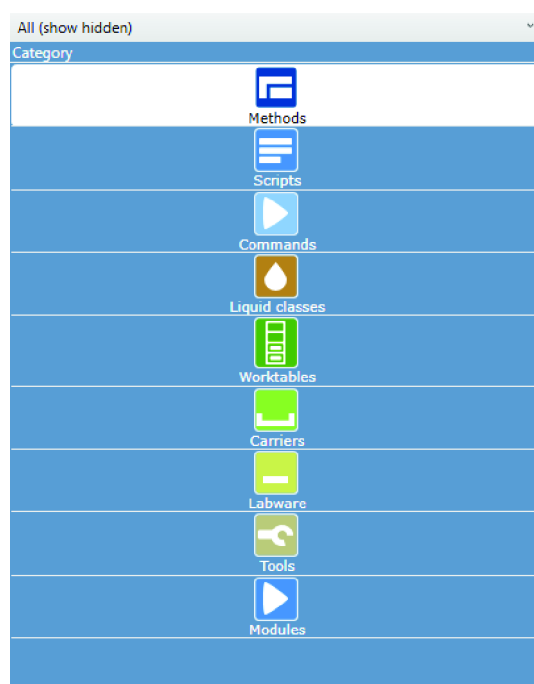 All (show hidden)
Category
Methods
Scripts
Commands
Liquid classes
Worktables
Carriers
Labware
Tools
Modules